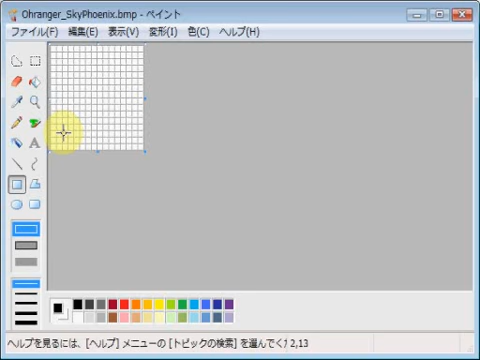 Ohranger_SkyPhoenix.bmp - ペイント
ファイル(F) 編集(E) 表示(V) 変形(I) 色(C) ヘルプ(H)
A
ヘルプを見るには、[ヘルプ] メニューの [トピックの検索] を選んでく
2,13